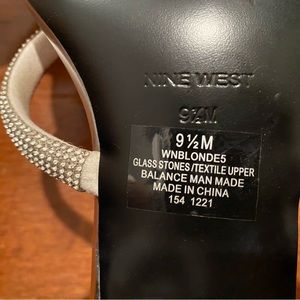 NINE WEST
9½M
9½M
WNBLONDE5
GLASS STONES/TEXTILE UPPER
BALANCE MAN MADE
MADE IN CHINA
154 1221